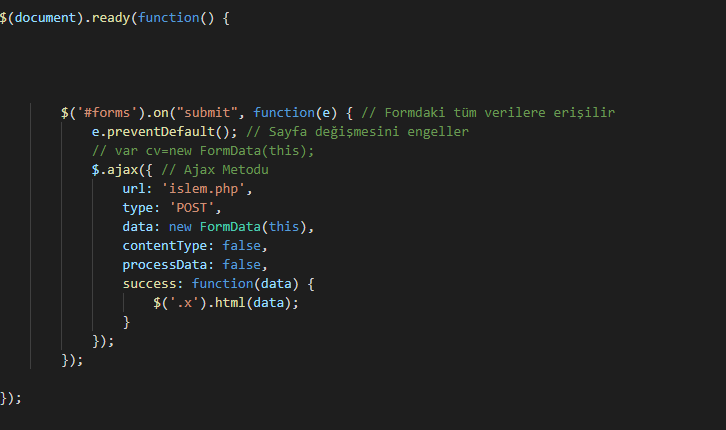 $(document).ready(function() {
$('#forms').on("submit", function(e) { // Formdaki tüm verilere erişilir
e.preventDefault(); // Sayfa değişmesini engeller
// var cv=new FormData(this);
$.ajax({ // Ajax Metodu
url: 'islem.php',
type: 'POST',
data: new FormData(this),
contentType: false,
processData: false,
success: function(data) {
$('.x').html(data);
}
});
});
});